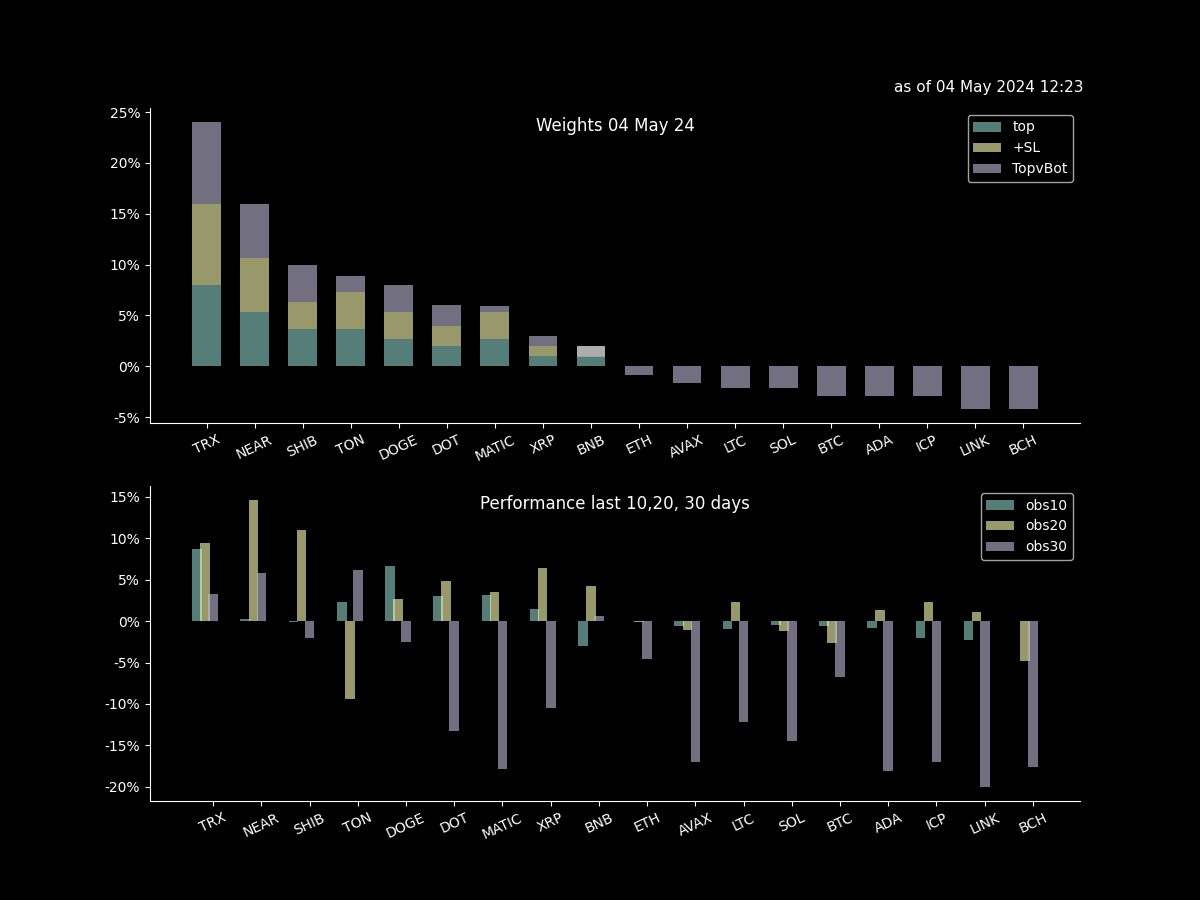 as of 04 May 2024 12:23
Weights 04 May 24
top
+SL
TopvBot
25%
20%
15%
10%
5%
0%
-5%
TRX NEAR SHIB TON DOGE DOT MATIC XRP BNB ETH AVAX LTC SOL BTC ADA ICP LINK BCH
Performance last 10,20, 30 days
obs10
obs20
obs30
15%
10%
5%
0%
-5%
-10%
-15%
-20%
TRX NEAR SHIB TON DOGE DOT MATIC XRP BNB ETH AVAX LTC SOL BTC ADA ICP LINK BCH